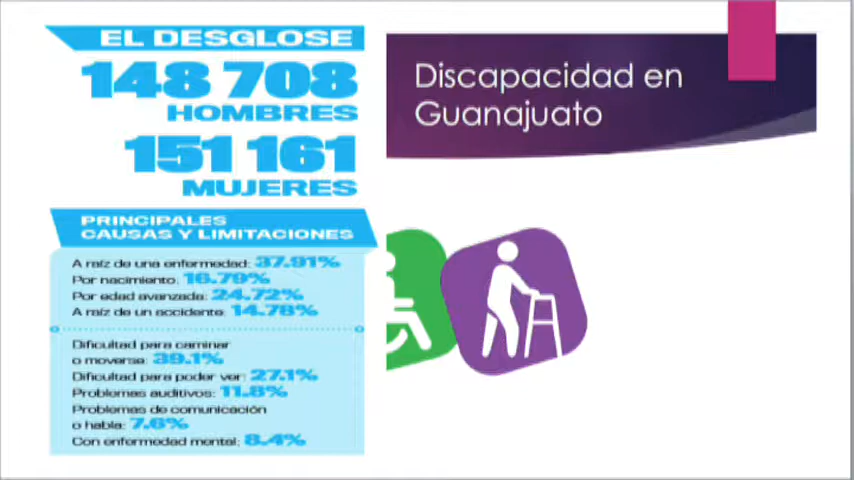 EL DESGLOSE
148 708
HOMBRES
151 161
MUJERES
PRINCIPALES
CAUSAS Y LIMITACIONES
A raíz de una enfermedad: 37.91%
Por nacimiento: 16.79%
Por edad avanzada: 24.72%
A raíz de un accidente: 14.78%
Dificultad para caminar
o moverse: 39.1%
Dificultad para poder ver: 27.1%
Problemas auditivos: 11.8%
Problemas de comunicación
o habla: 7.6%
Con enfermedad mental: 8.4%
Discapacidad en
Guanajuato